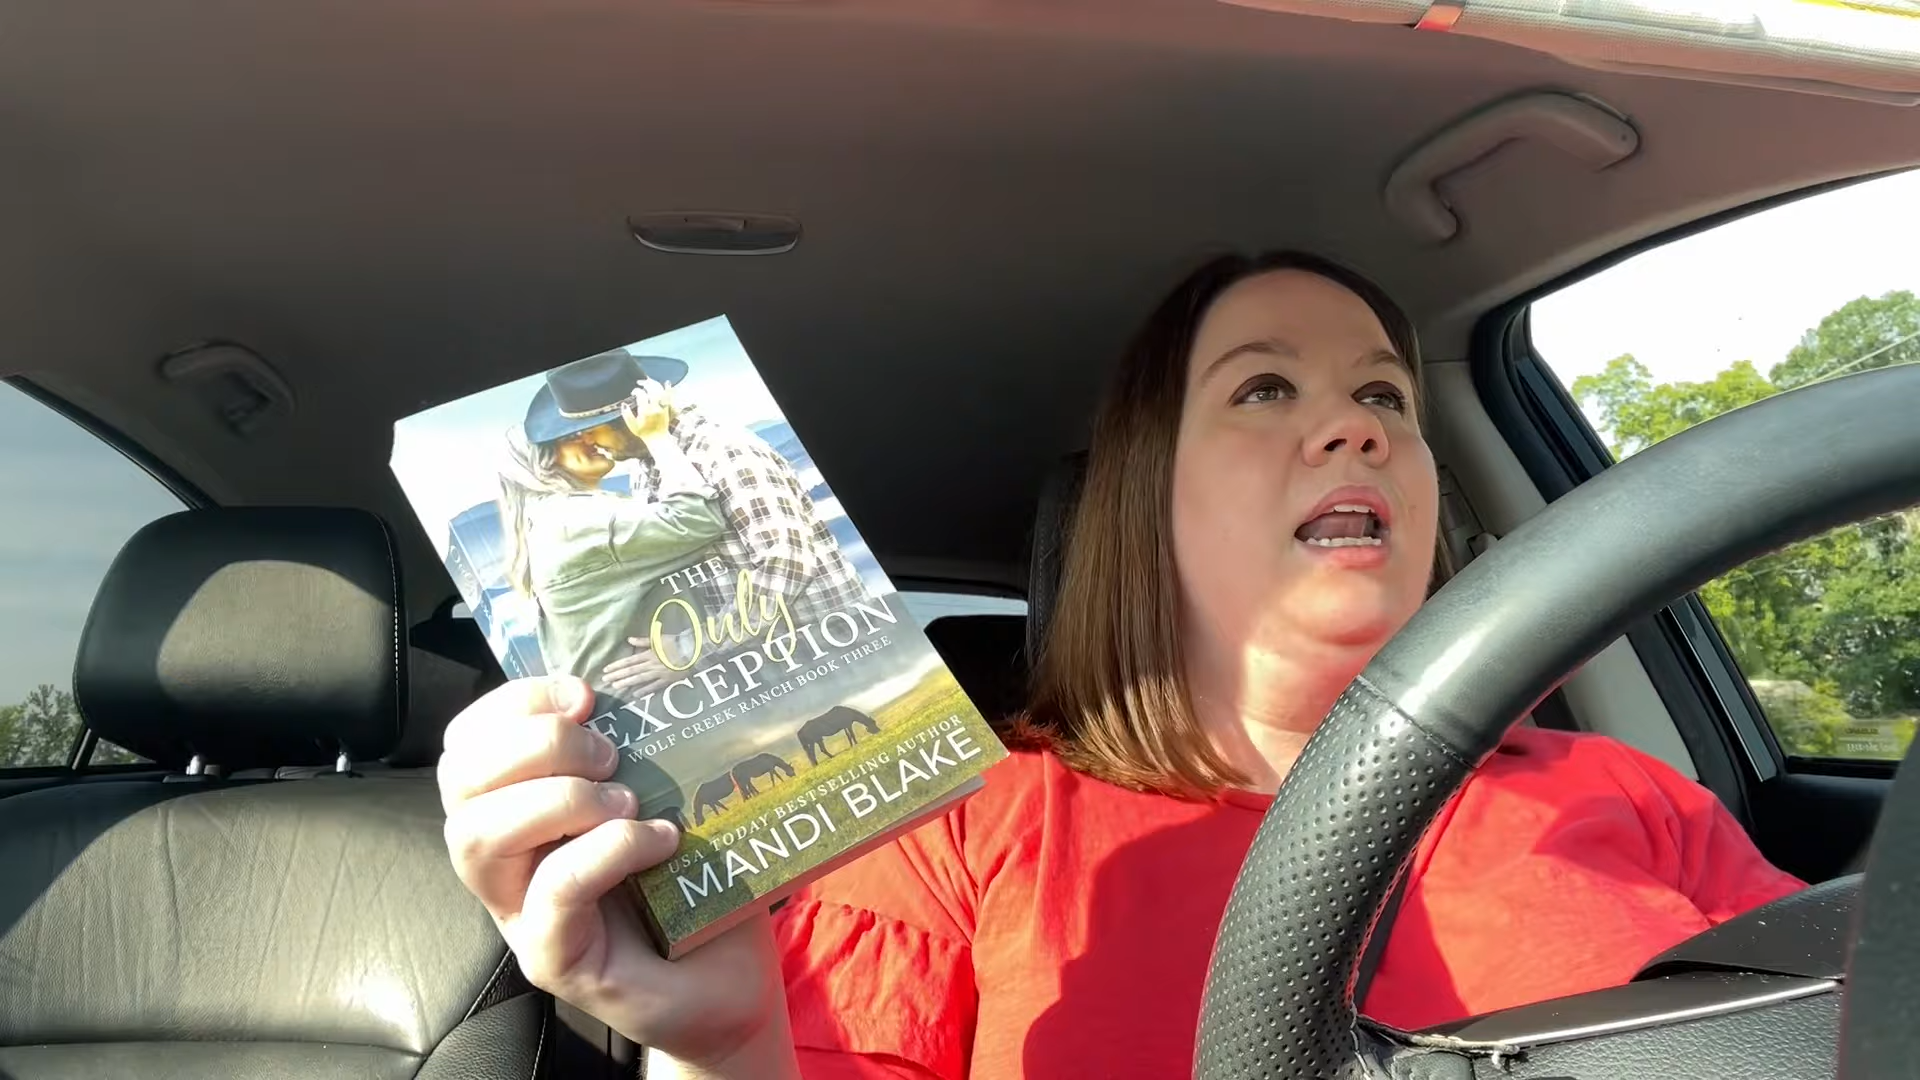 THE
Only
EXCEPTION
WOLF CREEK RANCH BOOK THREE
USA TODAY BESTSELLING AUTHOR
MANDI BLAKE